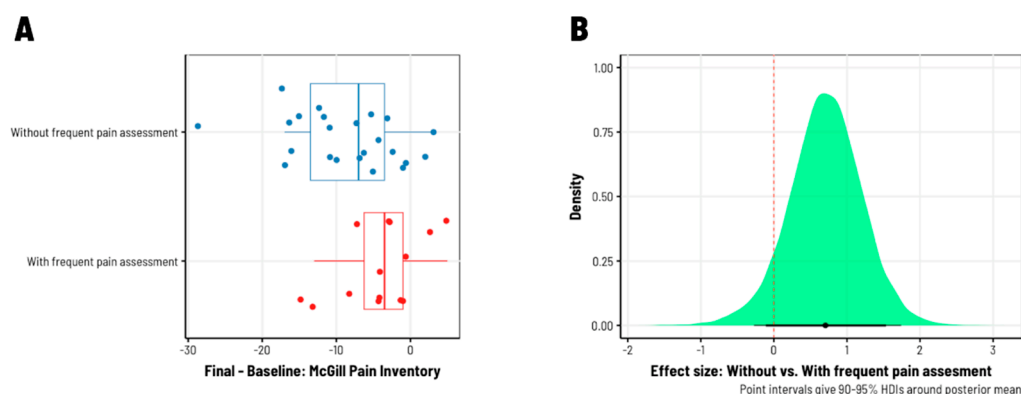 A
Without frequent pain assessment
With frequent pain assessment
-30
-20
-10
0
Final - Baseline: McGill Pain Inventory
B
Density
1.00
0.75
0.50
0.25
0.00
-2
-1
0
1
2
3
Effect size: Without vs. With frequent pain assesment
Point intervals give 90-95% HDIs around posterior mean